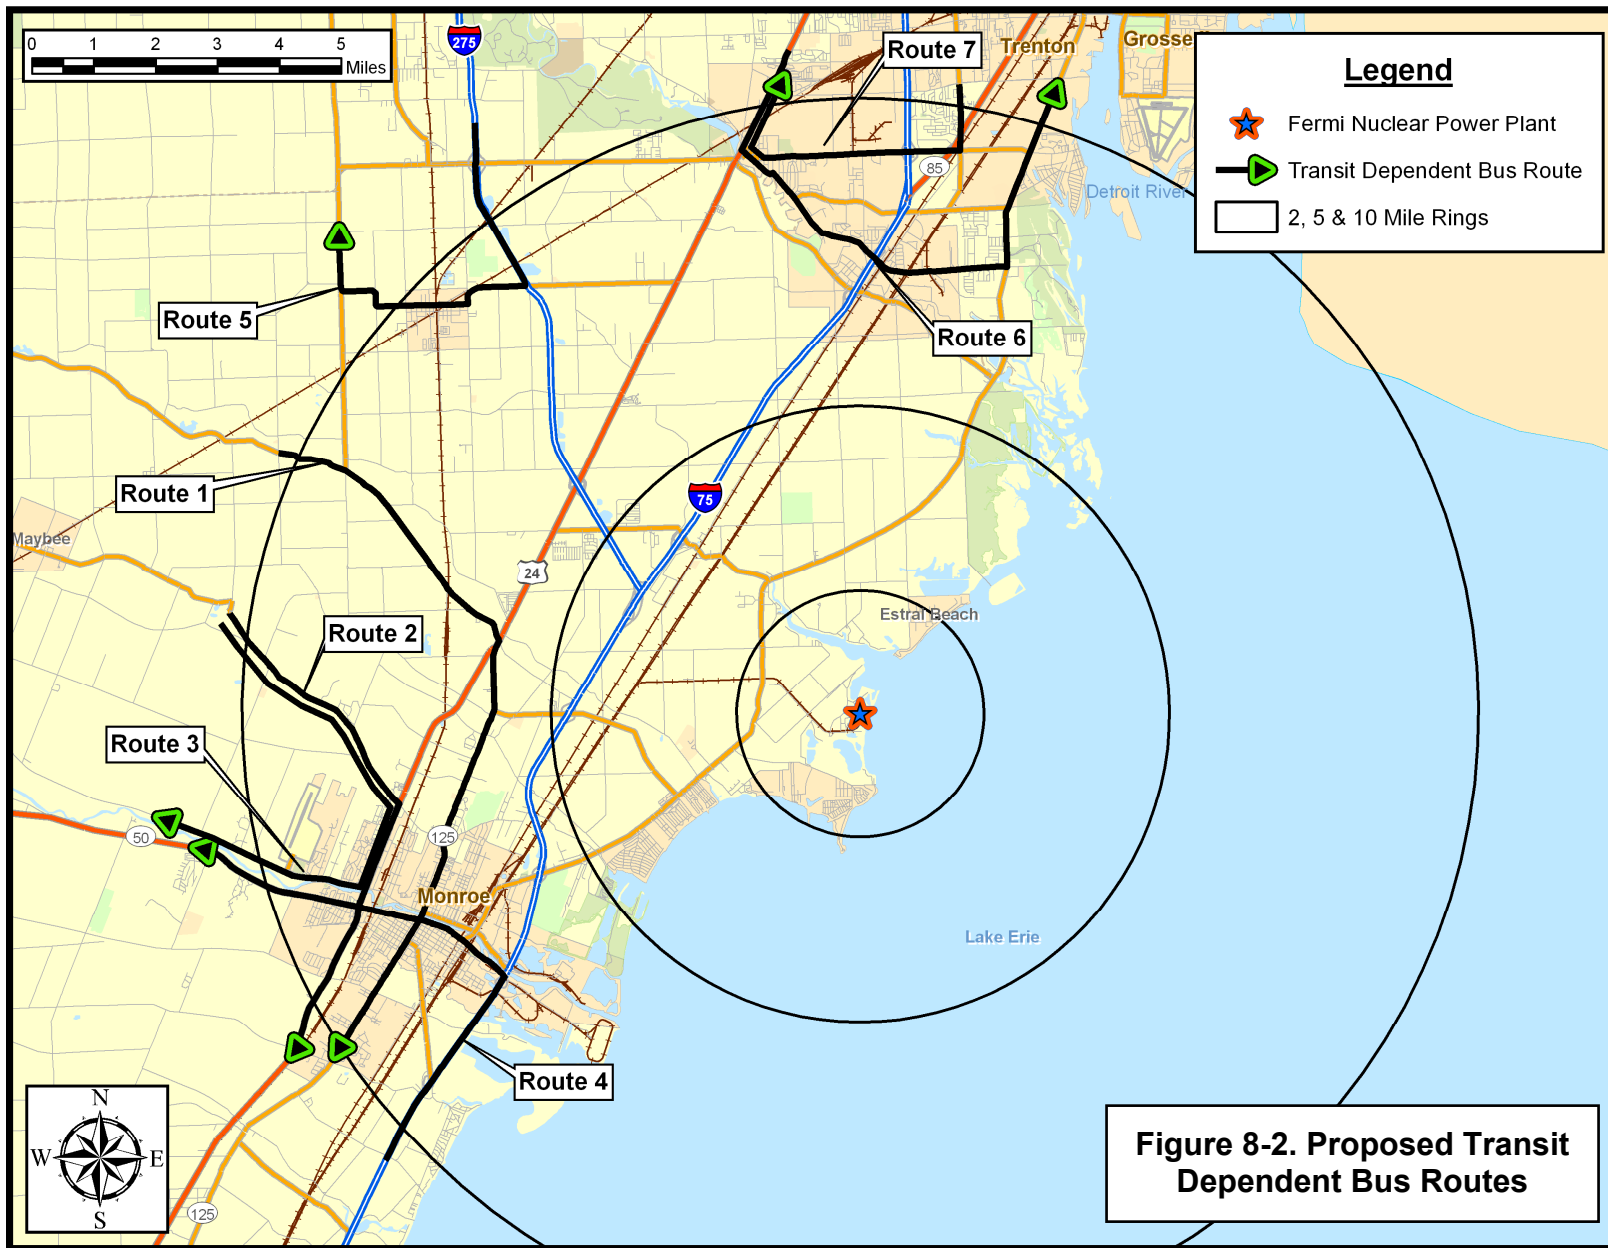 0 1 2 3 4 5
Miles
275
Route 7
Trenton
Grosse
Legend
Fermi Nuclear Power Plant
Transit Dependent Bus Route
2, 5 & 10 Mile Rings
85
Detroit River
Route 5
Route 6
Route 1
75
Maybee
24
Estral Beach
Route 2
Route 3
50
125
Monroe
Lake Erie
Route 4
N
W E
S
125
Figure 8-2. Proposed Transit
Dependent Bus Routes